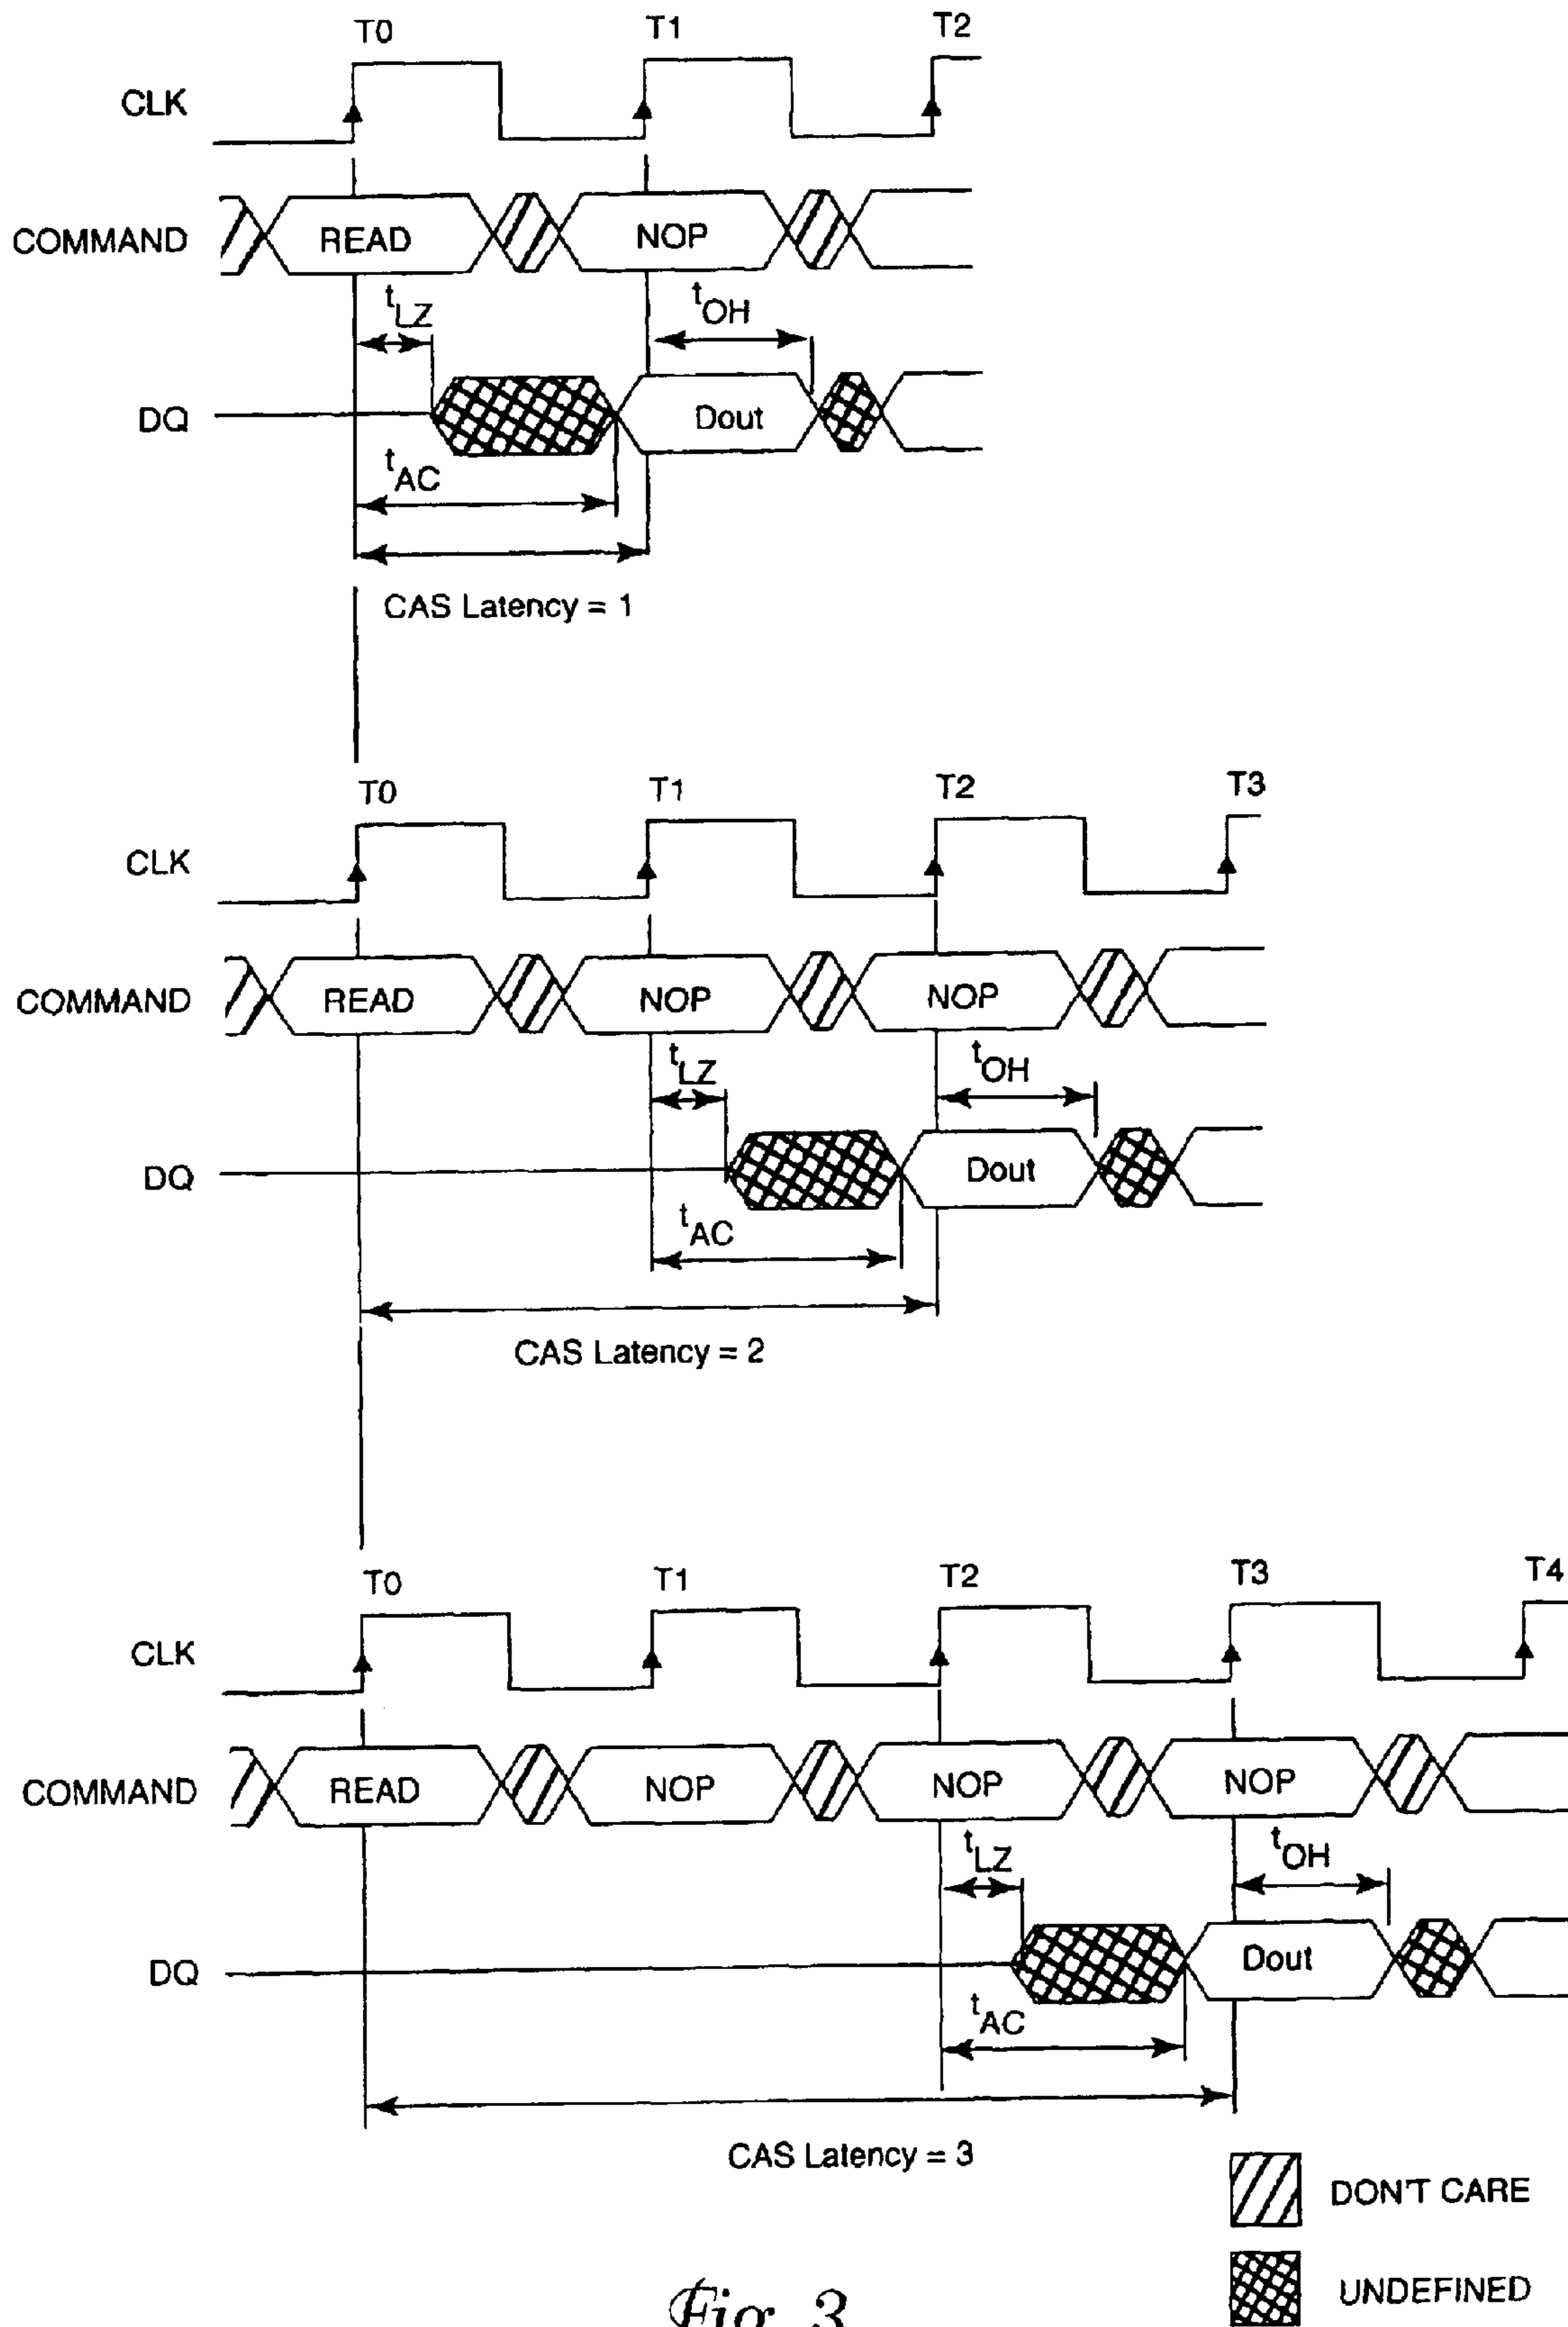 T0 T1 T2
CLK
COMMAND READ NOP
tLZ tOH
DQ Dout
tAC
CAS Latency = 1
T0 T1 T2 T3
CLK
COMMAND READ NOP NOP
tLZ tOH
DQ Dout
tAC
CAS Latency = 2
T0 T1 T2 T3 T4
CLK
COMMAND READ NOP NOP NOP
tLZ tOH
DQ Dout
tAC
CAS Latency = 3
DON'T CARE
UNDEFINED
Fig. 3